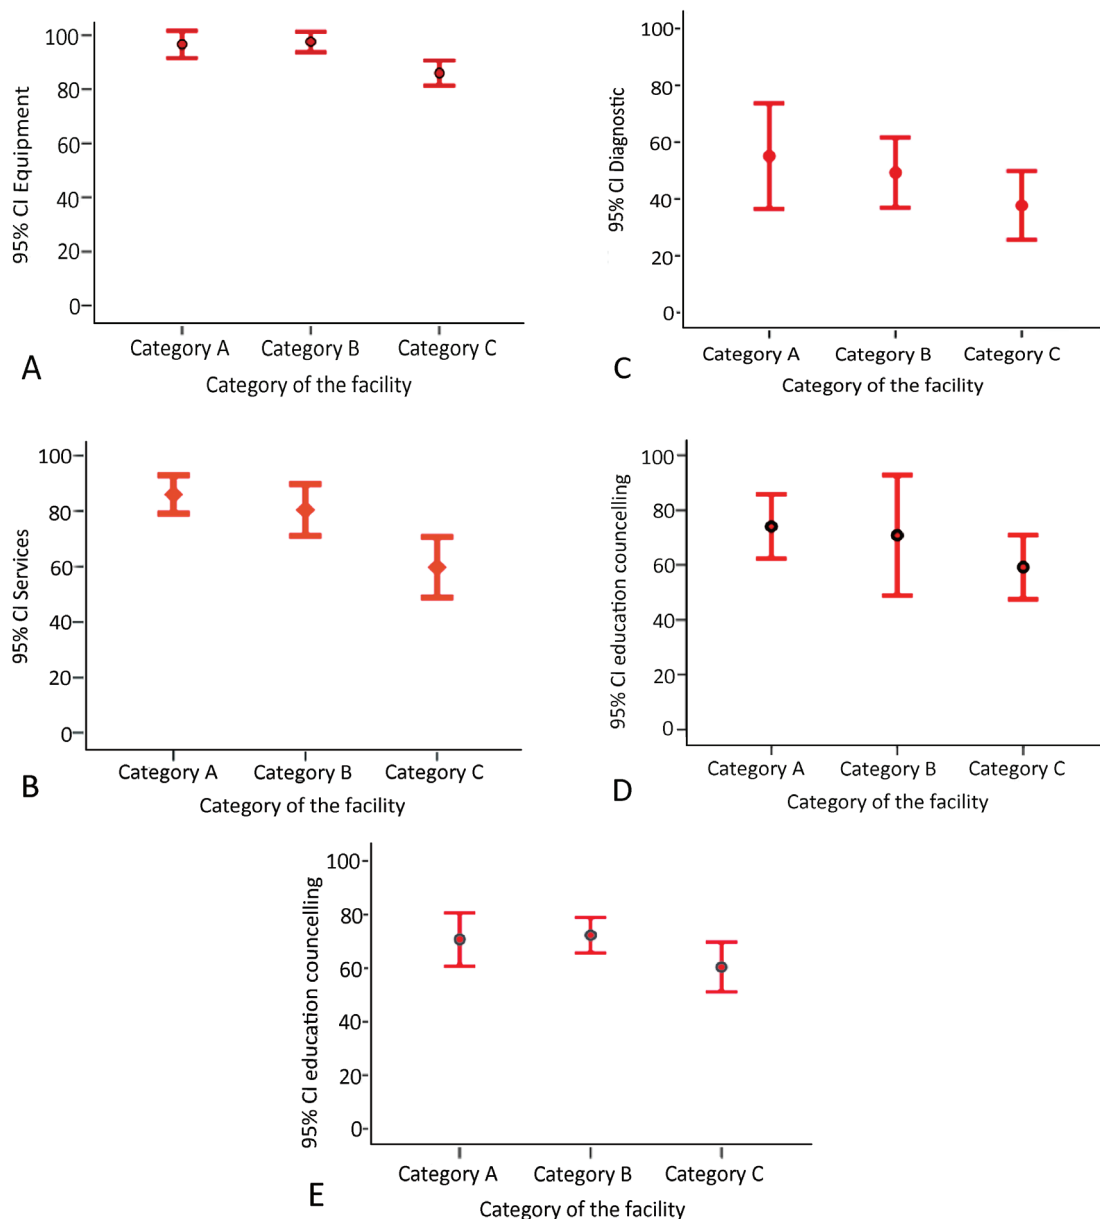 100
80
60
40
20
0
95% CI Equipment
Category A
Category B
Category C
Category of the facility
A
100
80
60
40
20
0
95% CI Diagnostic
Category A
Category B
Category C
Category of the facility
C
100
80
60
40
20
0
95% CI Services
Category A
Category B
Category C
Category of the facility
B
100
80
60
40
20
0
95% CI education councelling
Category A
Category B
Category C
Category of the facility
D
100
80
60
40
20
0
95% CI education councelling
Category A
Category B
Category C
Category of the facility
E